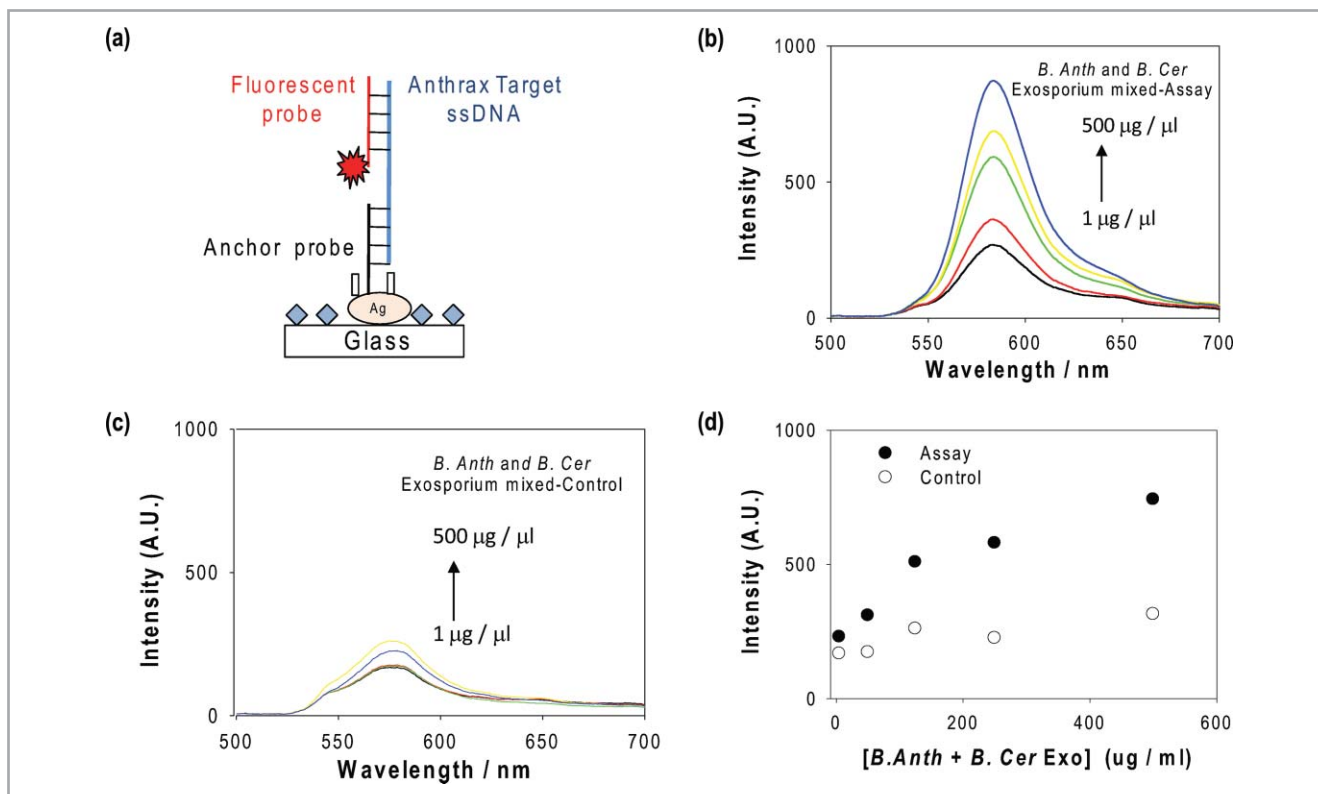 (a)
Fluorescent
probe
Anthrax Target
ssDNA
Anchor probe
Ag
Glass
(b)
1000
500
0
Intensity (A.U.)
B. Anth and B. Cer
Exosporium mixed-Assay
500 μg / μl
1 μg / μl
500 550 600 650 700
Wavelength / nm
(c)
1000
500
0
Intensity (A.U.)
B. Anth and B. Cer
Exosporium mixed-Control
500 μg / μl
1 μg / μl
500 550 600 650 700
Wavelength / nm
(d)
1000
500
0
Intensity (A.U.)
Assay
Control
0 200 400 600
[B.Anth + B. Cer Exo] (ug / ml)